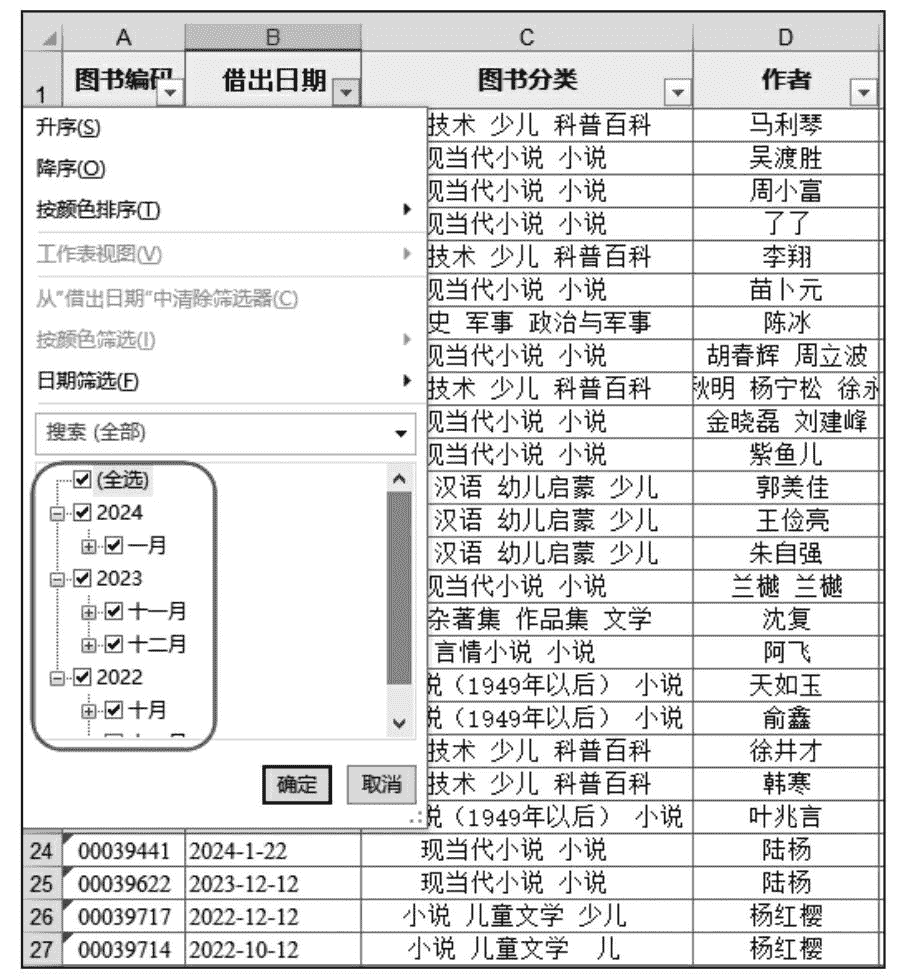 A B C D
1 图书编码 借出日期 图书分类 作者
升序(S)
降序(O)
按颜色排序(T)
工作表视图(V)
从"借出日期"中清除筛选器(C)
按颜色筛选(I)
日期筛选(F)
搜索 (全部)
(全选)
2024
一月
2023
十一月
十二月
2022
十月
确定 取消
技术 少儿 科普百科 马利琴
现当代小说 小说 吴渡胜
现当代小说 小说 周小富
现当代小说 小说 了了
技术 少儿 科普百科 李翔
现当代小说 小说 苗卜元
史 军事 政治与军事 陈冰
现当代小说 小说 胡春辉 周立波
技术 少儿 科普百科 秋明 杨宁松 徐永
现当代小说 小说 金晓磊 刘建峰
现当代小说 小说 紫鱼儿
汉语 幼儿启蒙 少儿 郭美佳
汉语 幼儿启蒙 少儿 王俭亮
汉语 幼儿启蒙 少儿 朱自强
现当代小说 小说 兰樾 兰樾
杂著集 作品集 文学 沈复
言情小说 小说 阿飞
说（1949年以后） 小说 天如玉
说（1949年以后） 小说 俞鑫
技术 少儿 科普百科 徐井才
技术 少儿 科普百科 韩寒
说（1949年以后） 小说 叶兆言
24 00039441 2024-1-22 现当代小说 小说 陆杨
25 00039622 2023-12-12 现当代小说 小说 陆杨
26 00039717 2022-12-12 小说 儿童文学 少儿 杨红樱
27 00039714 2022-10-12 小说 儿童文学 儿 杨红樱